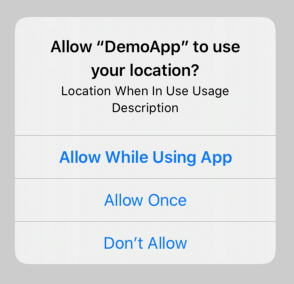 Allow “DemoApp” to use
your location?
Location When In Use Usage
Description
Allow While Using App
Allow Once
Don’t Allow